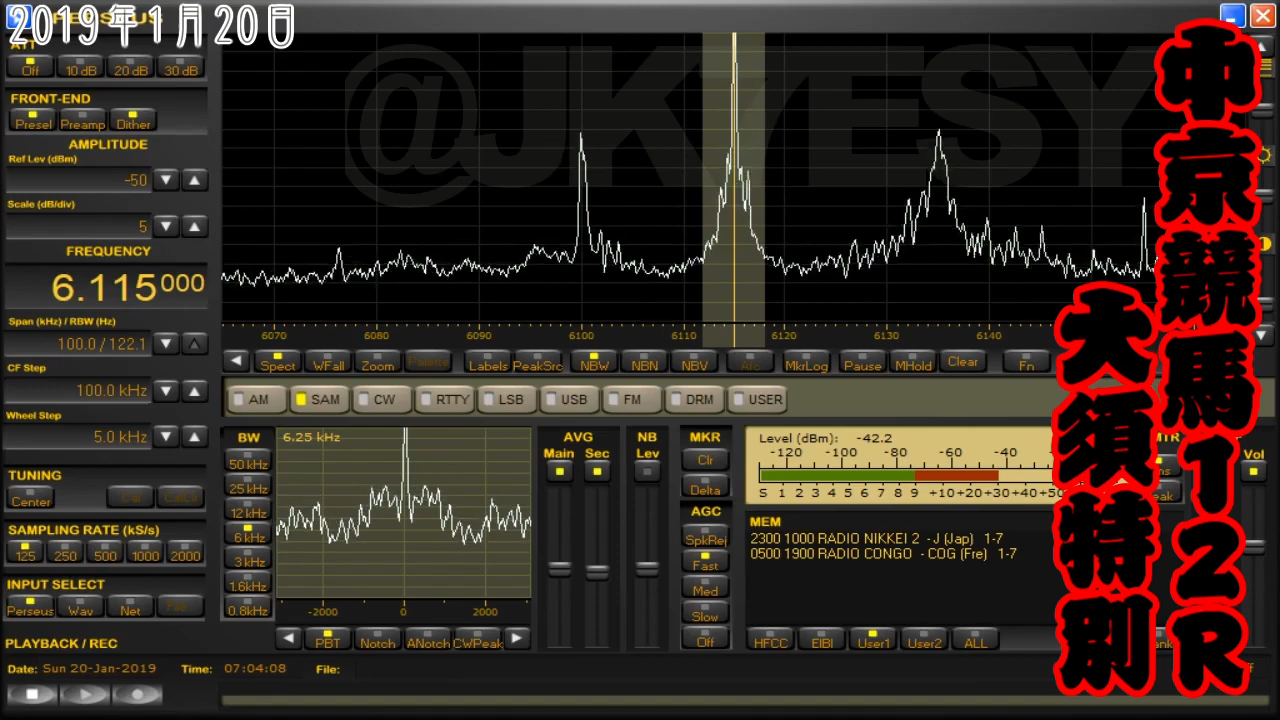 2019年1月20日
中京競馬12R
大須特別
@JK7ESY
ATT
Off 10 dB 20 dB 30 dB
FRONT-END
Presel Preamp Dither
AMPLITUDE
Ref Lev (dBm)
-50
Scale (dB/div)
5
FREQUENCY
6.115000
Span (kHz) / RBW (Hz)
100.0 / 122.1
CF Step
100.0 kHz
Wheel Step
5.0 kHz
TUNING
Center
SAMPLING RATE (kS/s)
125 250 500 1000 2000
INPUT SELECT
Perseus Wav Net
PLAYBACK / REC
Date: Sun 20-Jan-2019 Time: 07:04:08 File:
6070 6080 6090 6100 6110 6120 6130 6140
Spect WFall Zoom Labels PeakSrc NBW NBN NBV MkrLog Pause MHold Clear Fn
AM SAM CW RTTY LSB USB FM DRM USER
BW
50 kHz
25 kHz
12 kHz
6 kHz
3 kHz
1.6kHz
0.8kHz
6.25 kHz
-2000 0 2000
PBT Notch ANotch CWPeak
AVG
Main Sec
NB
Lev
MKR
Clr
Delta
AGC
SpkRej
Fast
Med
Slow
Off
Level (dBm): -42.2
-120 -100 -80 -60 -40
S 1 2 3 4 5 6 7 8 9 +10 +20 +30 +40 +50
MEM
2300 1000 RADIO NIKKEI 2 - J (Jap) 1-7
0500 1900 RADIO CONGO - COG (Fre) 1-7
HFCC EIBI User1 User2 ALL
Vol